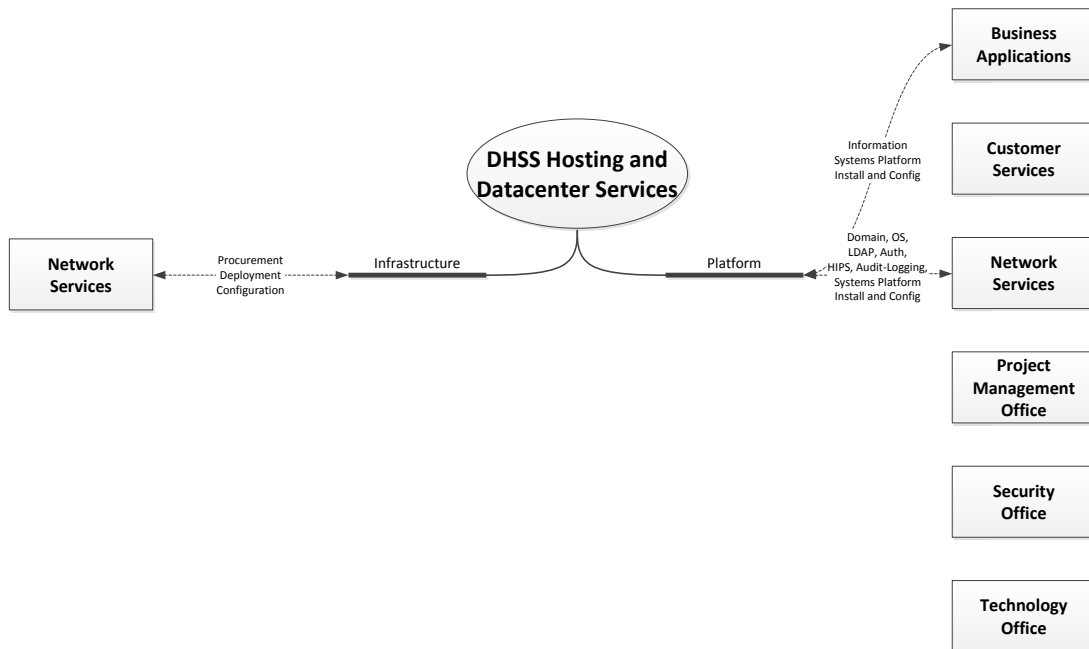 Business
Applications
Information
Systems Platform
Install and Config
DHSS Hosting and
Datacenter Services
Customer
Services
Network
Services
Procurement
Deployment
Configuration
Infrastructure
Platform
Domain, OS,
LDAP, Auth,
HIPS, Audit-Logging,
Systems Platform
Install and Config
Network
Services
Project
Management
Office
Security
Office
Technology
Office